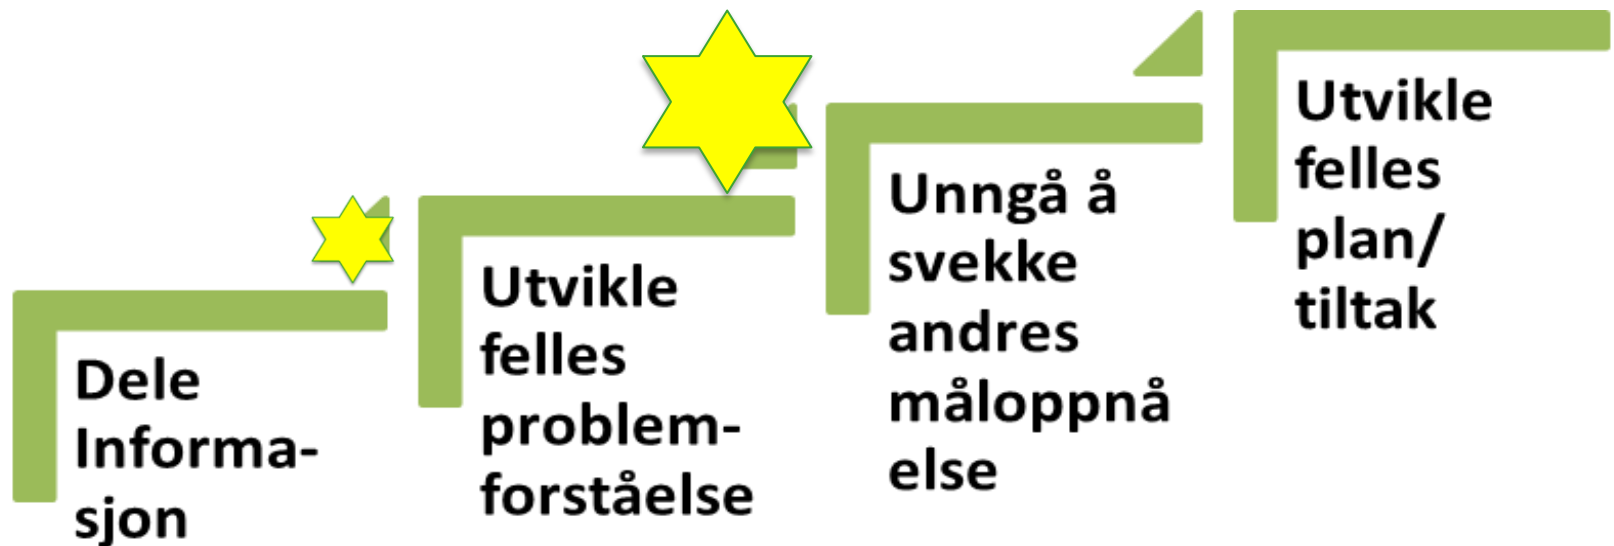 Dele
Informa-
sjon
Utvikle
felles
problem-
forståelse
Unngå å
svekke
andres
måloppnå
else
Utvikle
felles
plan/
tiltak